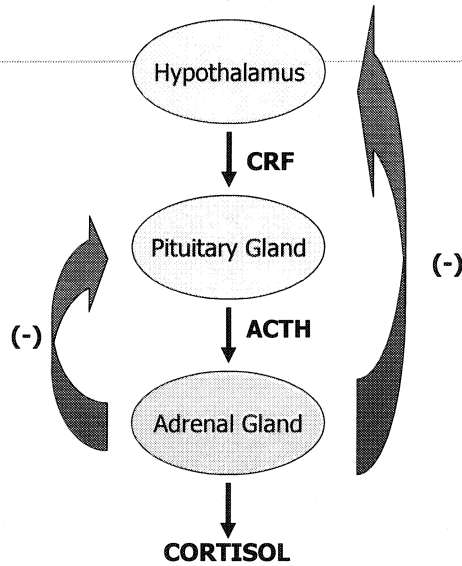 Hypothalamus
CRF
Pituitary Gland
(-)
(-)
ACTH
Adrenal Gland
CORTISOL